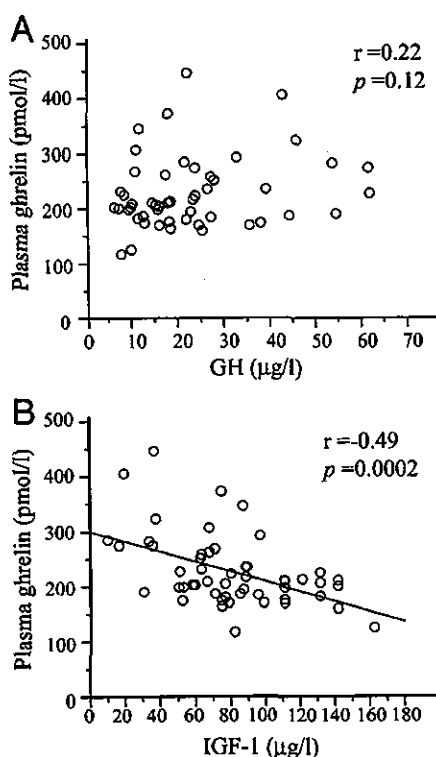 A
r=0.22
p=0.12
Plasma ghrelin (pmol/l)
500
400
300
200
100
0
0 10 20 30 40 50 60 70
GH (µg/l)
B
r=-0.49
p=0.0002
Plasma ghrelin (pmol/l)
500
400
300
200
100
0
0 20 40 60 80 100 120 140 160 180
IGF-1 (µg/l)